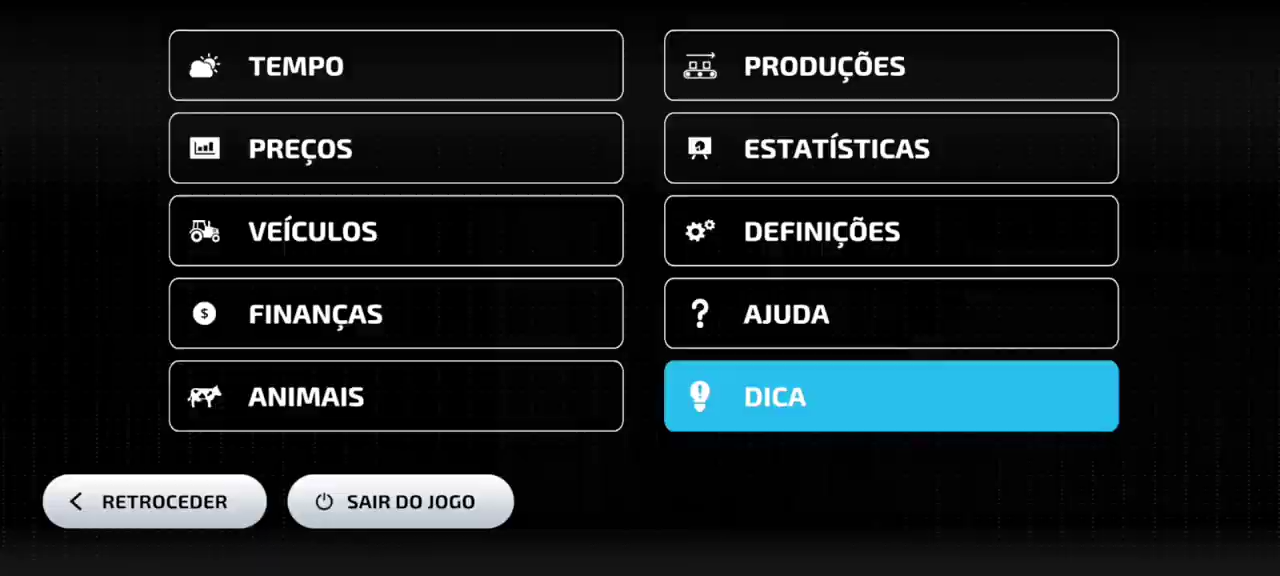 TEMPO
PRODUÇÕES
PREÇOS
ESTATÍSTICAS
VEÍCULOS
DEFINIÇÕES
FINANÇAS
AJUDA
ANIMAIS
DICA
RETROCEDER
SAIR DO JOGO